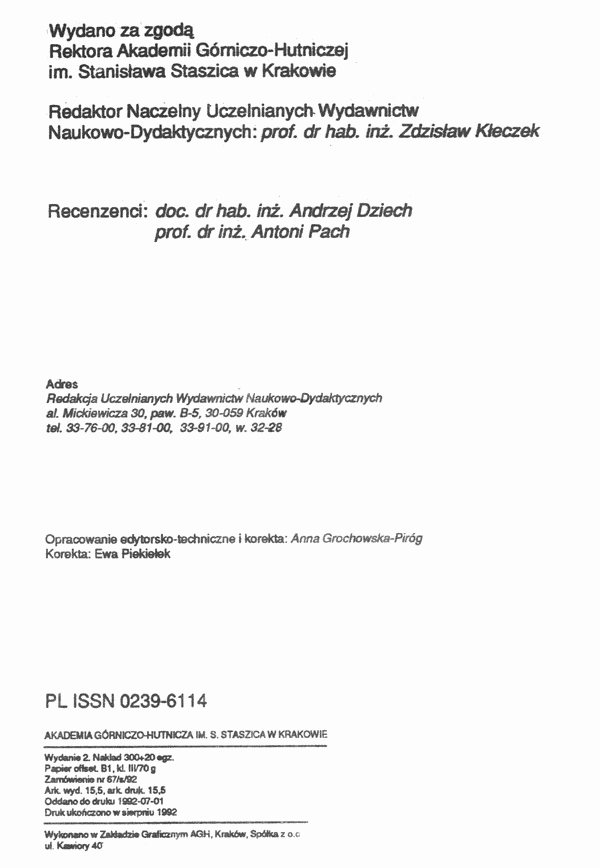 Wydano za zgodą
Rektora Akademii Górniczo-Hutniczej
im. Stanisława Staszica w Krakowie
Redaktor Naczelny Uczelnianych Wydawnictw
Naukowo-Dydaktycznych: prof. dr hab. inż. Zdzisław Kłeczek
Recenzenci: doc. dr hab. inż. Andrzej Dziech
prof. dr inż. Antoni Pach
Adres
Redakcja Uczelnianych Wydawnictw Naukowo-Dydaktycznych
al. Mickiewicza 30, paw. B-5, 30-059 Kraków
tel. 33-76-00, 33-81-00, 33-91-00, w. 32-28
Opracowanie edytorsko-techniczne i korekta: Anna Grochowska-Piróg
Korekta: Ewa Piekiełek
PL ISSN 0239-6114
AKADEMIA GÓRNICZO-HUTNICZA IM. S. STASZICA W KRAKOWIE
Wydanie 2. Nakład 300+20 egz.
Papier offset. B1, kl. III/70 g
Zamówienie nr 67/s/92
Ark. wyd. 15,5, ark. druk. 15,5
Oddano do druku 1992-07-01
Druk ukończono w sierpniu 1992
Wykonano w Zakładzie Graficznym AGH, Kraków, Spółka z o.o
ul. Kawiory 40